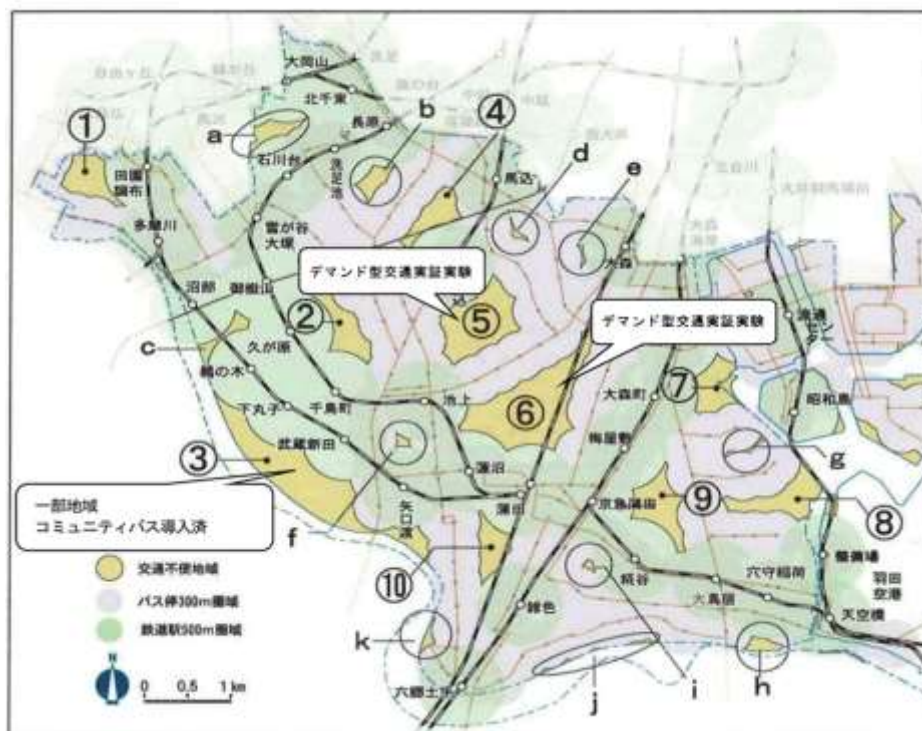 大岡山
北千束
長原
洗足池
石川台
雪が谷
大塚
御嶽山
久が原
千鳥町
池上
蓮沼
蒲田
田園
調布
多摩川
沼部
鵜の木
下丸子
武蔵新田
矢口渡
馬込
大森
大森町
梅屋敷
京急蒲田
雑色
六郷土手
糀谷
大鳥居
穴守稲荷
天空橋
羽田
空港
整備場
昭和島
流通センター
①
②
③
④
⑤
⑥
⑦
⑧
⑨
⑩
a
b
c
d
e
f
g
h
i
j
k
デマンド型交通実証実験
デマンド型交通実証実験
一部地域
コミュニティバス導入済
交通不便地域
バス停300m圏域
鉄道駅500m圏域
N
0 0.5 1km